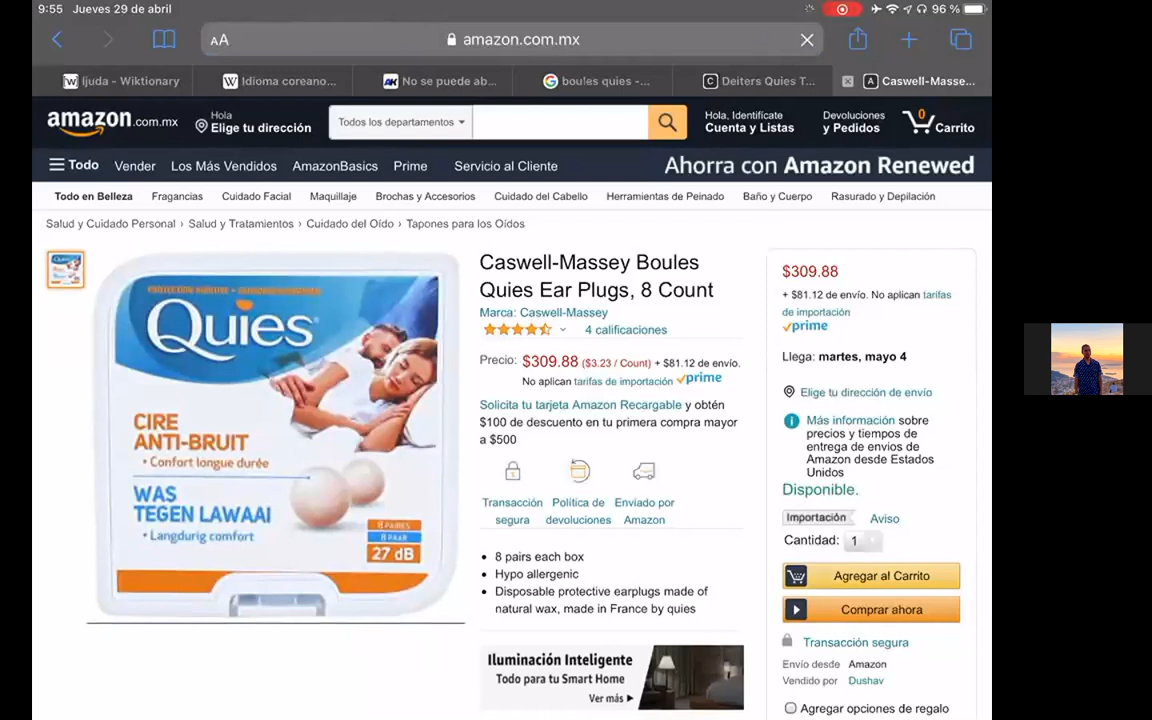 9:55 Jueves 29 de abril
96 %
AA
amazon.com.mx
ljuda - Wiktionary
Idioma coreano...
No se puede ab...
boules quies -...
Deiters Quies T...
Caswell-Masse...
amazon.com.mx
Hola
Elige tu dirección
Todos los departamentos
Hola, Identifícate
Cuenta y Listas
Devoluciones
y Pedidos
0
Carrito
Todo
Vender
Los Más Vendidos
AmazonBasics
Prime
Servicio al Cliente
Ahorra con Amazon Renewed
Todo en Belleza
Fragancias
Cuidado Facial
Maquillaje
Brochas y Accesorios
Cuidado del Cabello
Herramientas de Peinado
Baño y Cuerpo
Rasurado y Depilación
Salud y Cuidado Personal › Salud y Tratamientos › Cuidado del Oído › Tapones para los Oídos
Quies
CIRE
ANTI-BRUIT
• Confort longue durée
WAS
TEGEN LAWAAI
• Langdurig comfort
8 PAIRES
8 PAAR
27 dB
Caswell-Massey Boules
Quies Ear Plugs, 8 Count
Marca: Caswell-Massey
4 calificaciones
Precio: $309.88 ($3.23 / Count) + $81.12 de envío.
No aplican tarifas de importación prime
Solicita tu tarjeta Amazon Recargable y obtén
$100 de descuento en tu primera compra mayor
a $500
Transacción
segura
Política de
devoluciones
Enviado por
Amazon
• 8 pairs each box
• Hypo allergenic
• Disposable protective earplugs made of
natural wax, made in France by quies
Iluminación Inteligente
Todo para tu Smart Home
Ver más
$309.88
+ $81.12 de envío. No aplican tarifas
de importación
prime
Llega: martes, mayo 4
Elige tu dirección de envío
Más información sobre
precios y tiempos de
entrega de envios de
Amazon desde Estados
Unidos
Disponible.
Importación Aviso
Cantidad: 1
Agregar al Carrito
Comprar ahora
Transacción segura
Envío desde Amazon
Vendido por Dushav
Agregar opciones de regalo